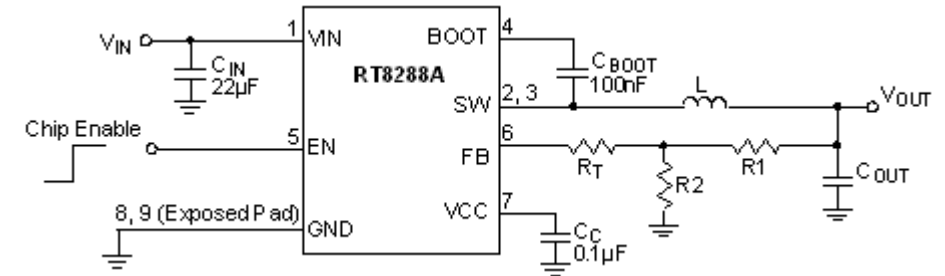 1
4
VIN
VIN
BOOT
CIN
22µF
RT8288A
CBOOT
100nF
SW
2, 3
L
VOUT
Chip Enable
5
EN
6
FB
RT
R1
R2
COUT
8, 9 (Exposed Pad)
GND
VCC
7
CC
0.1µF